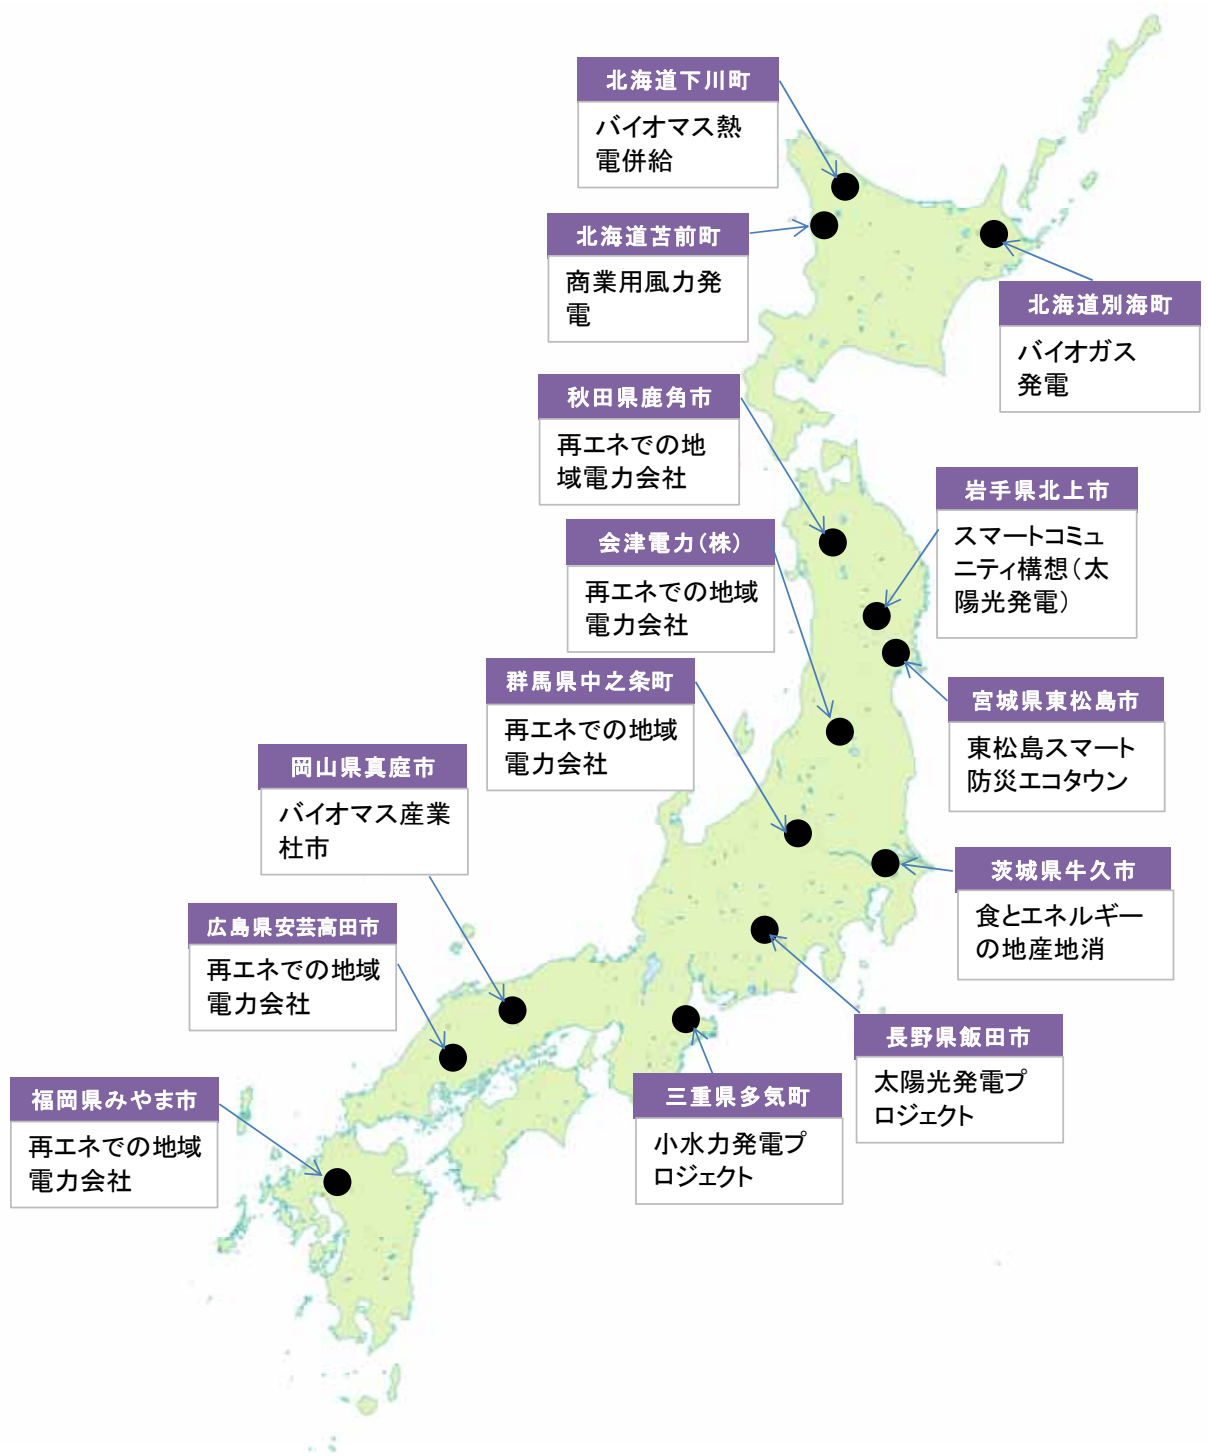 北海道下川町
バイオマス熱
電併給
北海道苫前町
商業用風力発
電
北海道別海町
バイオガス
発電
秋田県鹿角市
再エネでの地
域電力会社
岩手県北上市
スマートコミュ
ニティ構想（太
陽光発電）
会津電力（株）
再エネでの地域
電力会社
群馬県中之条町
再エネでの地域
電力会社
宮城県東松島市
東松島スマート
防災エコタウン
岡山県真庭市
バイオマス産業
杜市
茨城県牛久市
食とエネルギー
の地産地消
広島県安芸高田市
再エネでの地域
電力会社
長野県飯田市
太陽光発電プ
ロジェクト
三重県多気町
小水力発電プ
ロジェクト
福岡県みやま市
再エネでの地域
電力会社